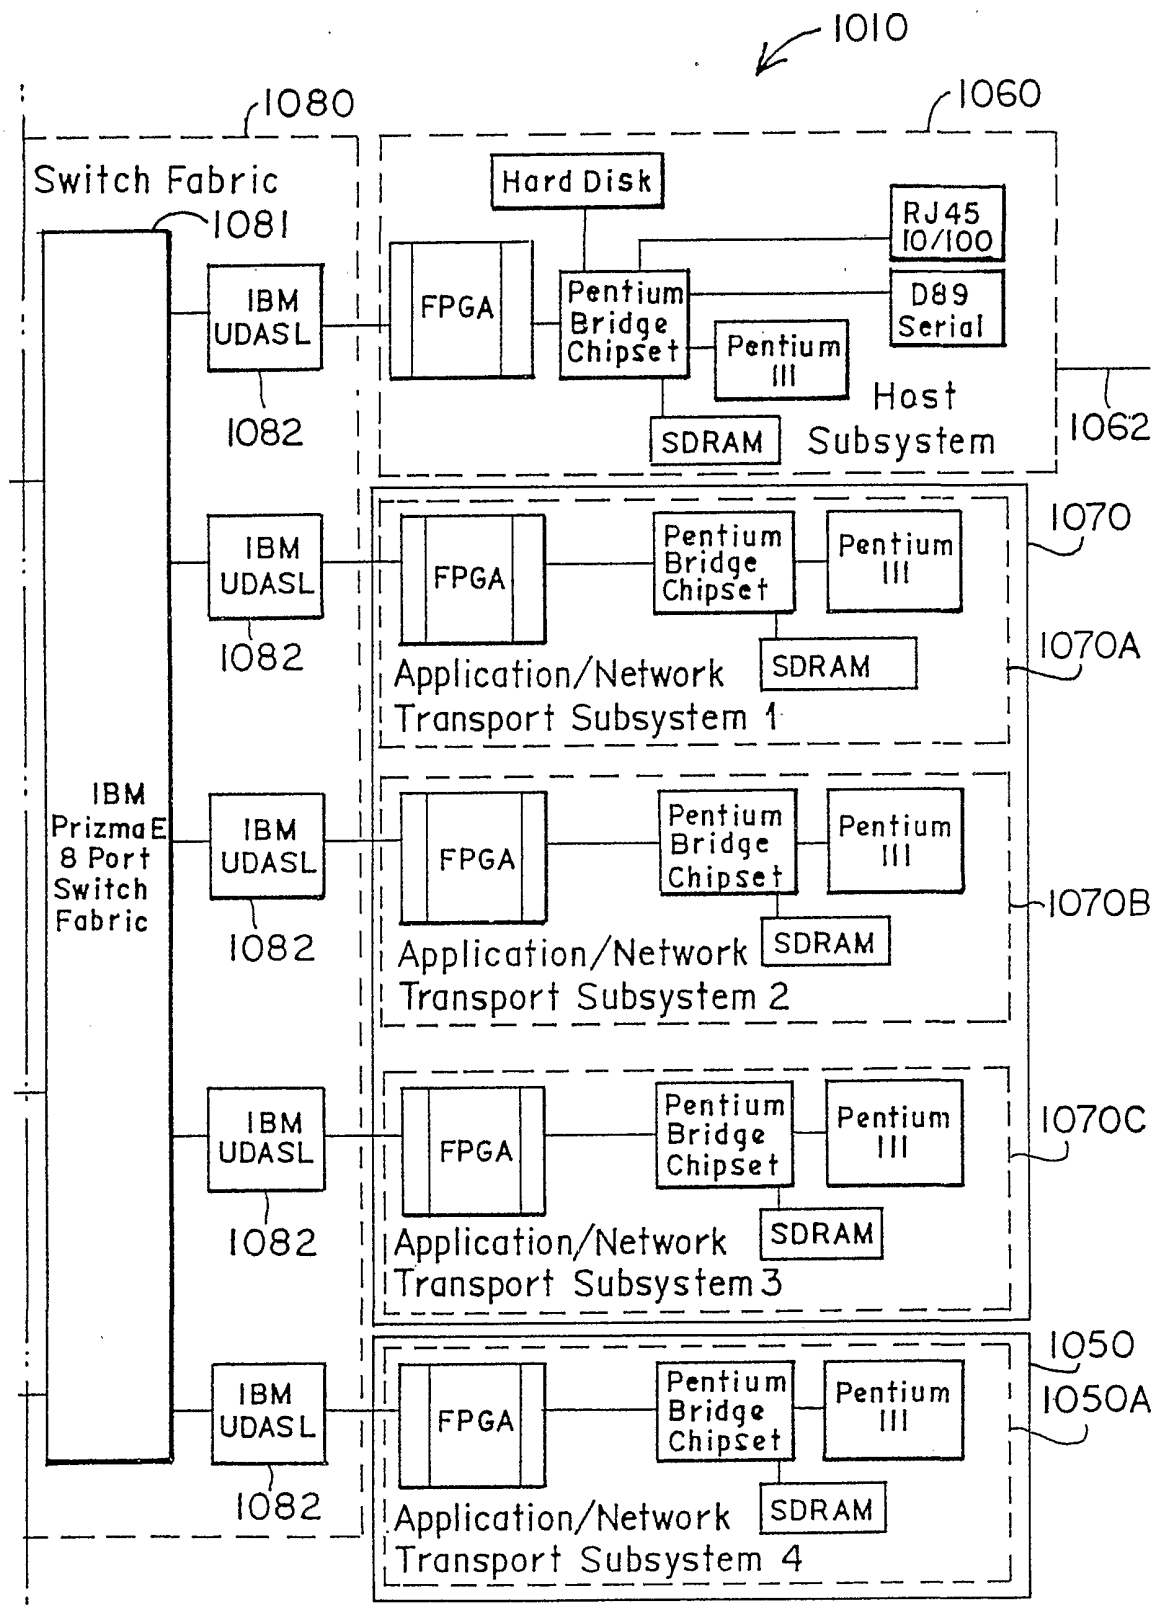 1010
1080
1060
Switch Fabric
1081
Hard Disk
RJ45
10/100
D89
Serial
FPGA
Pentium
Bridge
Chipset
Pentium
III
SDRAM
Host
Subsystem
1062
IBM
UDASL
1082
IBM
UDASL
1082
FPGA
Pentium
Bridge
Chipset
Pentium
III
SDRAM
1070
1070A
Application/Network
Transport Subsystem 1
IBM
Prizma E
8 Port
Switch
Fabric
IBM
UDASL
1082
FPGA
Pentium
Bridge
Chipset
Pentium
III
SDRAM
1070B
Application/Network
Transport Subsystem 2
IBM
UDASL
1082
FPGA
Pentium
Bridge
Chipset
Pentium
III
SDRAM
1070C
Application/Network
Transport Subsystem 3
IBM
UDASL
1082
FPGA
Pentium
Bridge
Chipset
Pentium
III
SDRAM
1050
1050A
Application/Network
Transport Subsystem 4